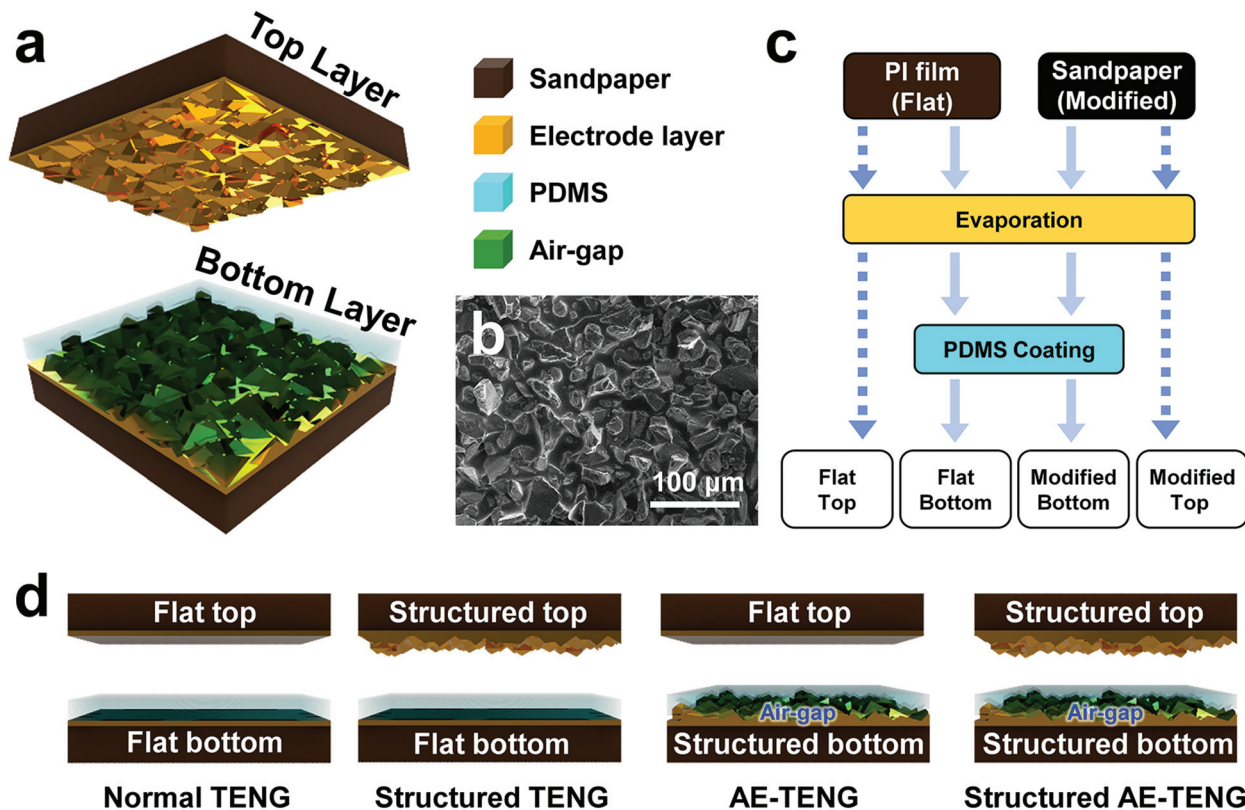 a
Top Layer
Bottom Layer
Sandpaper
Electrode layer
PDMS
Air-gap
b
100 μm
c
PI film
(Flat)
Sandpaper
(Modified)
Evaporation
PDMS Coating
Flat
Top
Flat
Bottom
Modified
Bottom
Modified
Top
d
Flat top
Flat bottom
Normal TENG
Structured top
Flat bottom
Structured TENG
Flat top
Air-gap
Structured bottom
AE-TENG
Structured top
Air-gap
Structured bottom
Structured AE-TENG